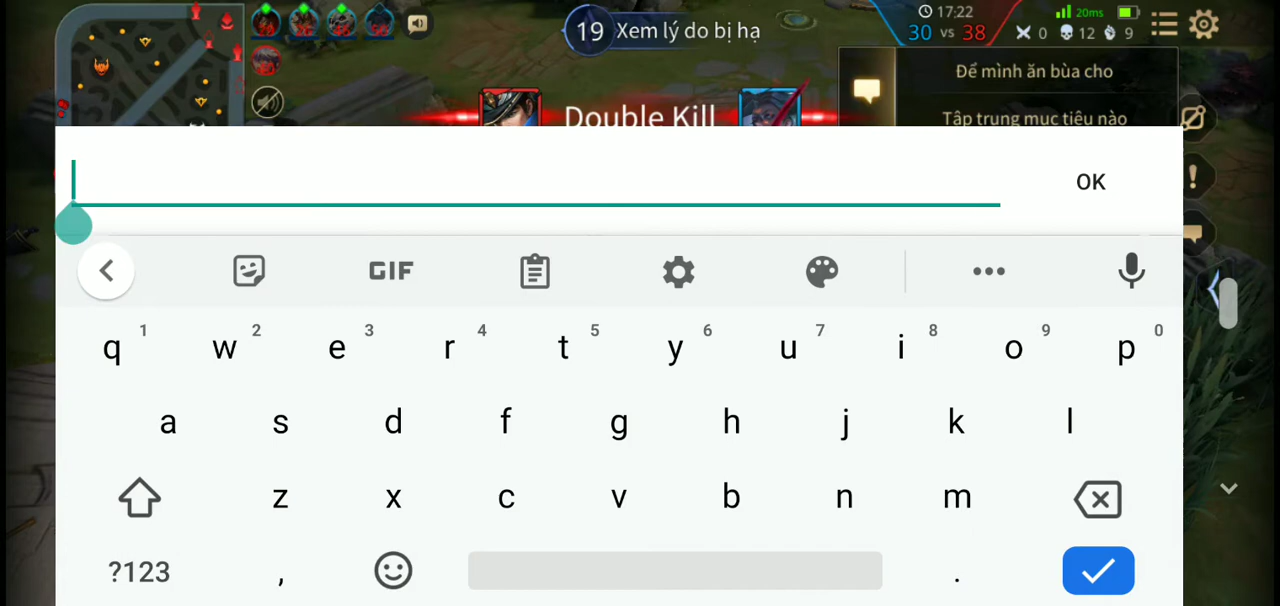 17:22
20ms
19 Xem lý do bị hạ
30 vs 38
0 12 9
Để mình ăn bùa cho
Double Kill
Tập trung mục tiêu nào
OK
GIF
q 1 w 2 e 3 r 4 t 5 y 6 u 7 i 8 o 9 p 0
a s d f g h j k l
z x c v b n m
?123 , .